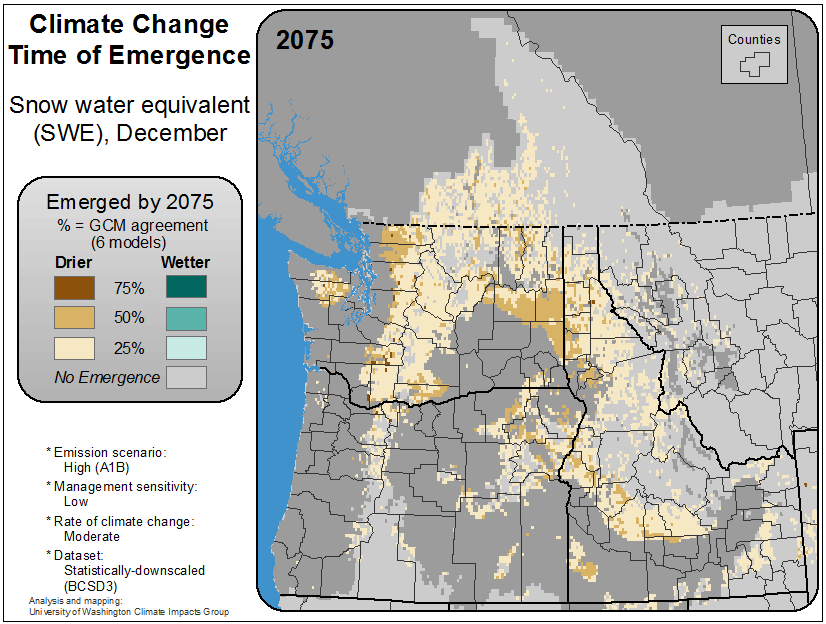 Climate Change
Time of Emergence
Snow water equivalent
(SWE), December
Emerged by 2075
% = GCM agreement
(6 models)
Drier Wetter
75%
50%
25%
No Emergence
* Emission scenario:
High (A1B)
* Management sensitivity:
Low
* Rate of climate change:
Moderate
* Dataset:
Statistically-downscaled
(BCSD3)
Analysis and mapping:
University of Washington Climate Impacts Group
2075
Counties